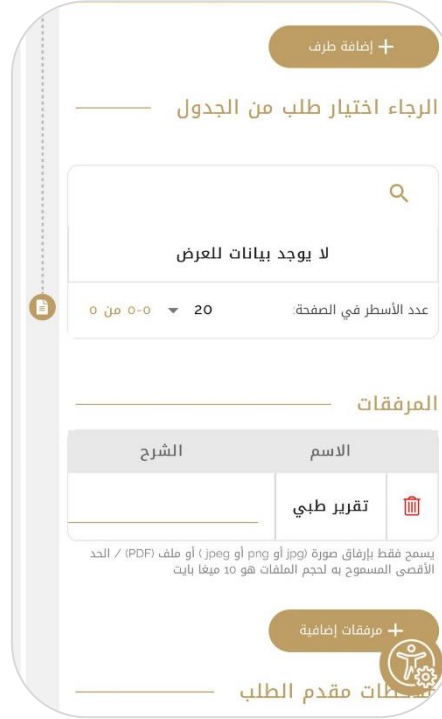 + إضافة طرف
الرجاء اختيار طلب من الجدول
لا يوجد بيانات للعرض
عدد الأسطر في الصفحة: 20 0-0 من 0
المرفقات
الاسم الشرح
تقرير طبي
يسمح فقط بإرفاق صورة (jpg أو png أو jpeg ) أو ملف (PDF) / الحد
الأقصى المسموح به لحجم الملفات هو 10 ميغا بايت
+ مرفقات إضافية
مقدم الطلب